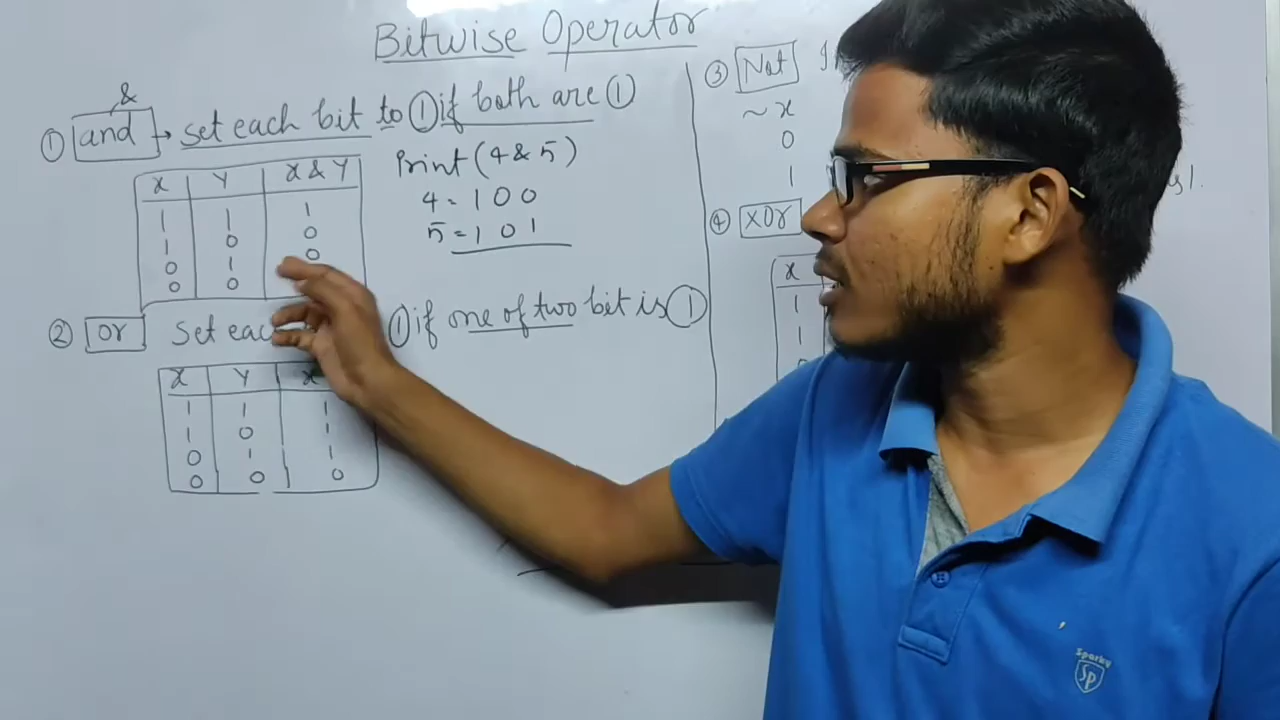 Bitwise Operator
&
① and → set each bit to ① if both are ①
X Y X & Y
1 1 1
1 0 0
0 1 0
0 0
Print (4 & 5)
4 = 1 0 0
5 = 1 0 1
② or Set each ① if one of two bit is ①
X Y X
1 1 1
1 0 1
0 1 1
0 0 0
③ Not
~ x
0
1
④ XOr
X
1
1
Sparky
SP